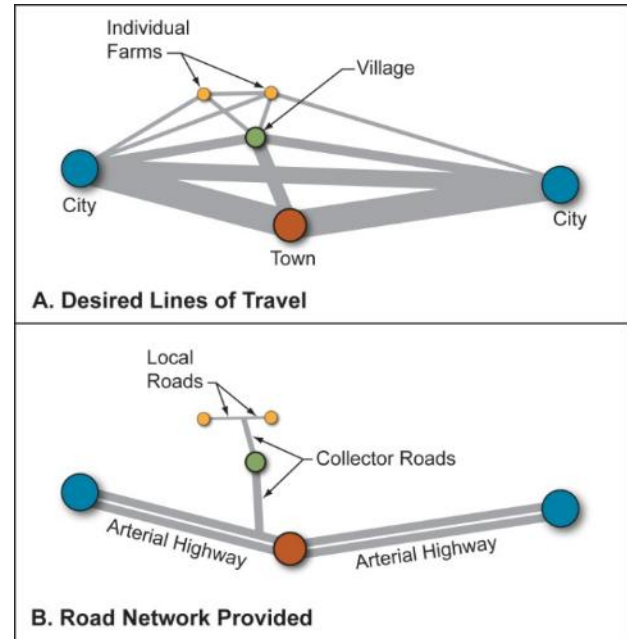 Individual
Farms
Village
City
City
Town
A. Desired Lines of Travel
Local
Roads
Collector Roads
Arterial Highway
Arterial Highway
B. Road Network Provided